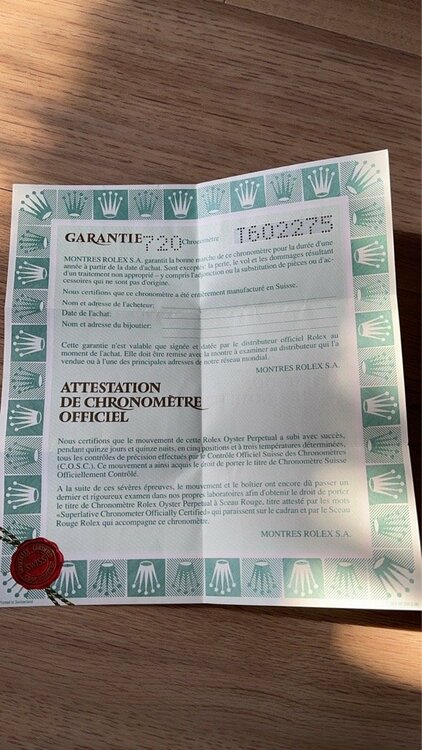 GARANTIE 720 Chronomètre T602275
MONTRES ROLEX S.A. garantit la bonne marche de ce chronomètre pour la durée d'une
année à partir de la date d'achat. Sont exceptés: la perte, le vol et les dommages résultant
d'un traitement non approprié – y compris l'adjonction ou la substitution de pièces ou d'ac-
cessoires qui ne sont pas d'origine.
Nous certifions que ce chronomètre a été entièrement manufacturé en Suisse.
Nom et adresse de l'acheteur:
Date de l'achat:
Nom et adresse du bijoutier:
Cette garantie n'est valable que signée et datée par le distributeur officiel Rolex au
moment de l'achat. Elle doit être remise avec la montre à examiner au distributeur qui l'a
vendue ou à l'une des principales adresses de notre réseau mondial.
MONTRES ROLEX S.A.
ATTESTATION
DE CHRONOMÈTRE
OFFICIEL
Nous certifions que le mouvement de cette Rolex Oyster Perpetual a subi avec succès,
pendant quinze jours et quinze nuits, en cinq positions et à trois températures déterminées,
tous les contrôles de précision effectués par le Contrôle Officiel Suisse des Chronomètres
(C.O.S.C.). Ce mouvement a ainsi acquis le droit de porter le titre de Chronomètre Suisse
Officiellement Contrôlé.
A la suite de ces sévères épreuves, le mouvement et le boîtier ont encore dû passer un
dernier et rigoureux examen dans nos propres laboratoires afin d'obtenir le droit de porter
le titre de Chronomètre Rolex Oyster Perpetual à Sceau Rouge, titre attesté par les mots
«Superlative Chronometer Officially Certified» qui paraissent sur le cadran et par le Sceau
Rouge Rolex qui accompagne ce chronomètre.
MONTRES ROLEX S.A.
Printed in Switzerland